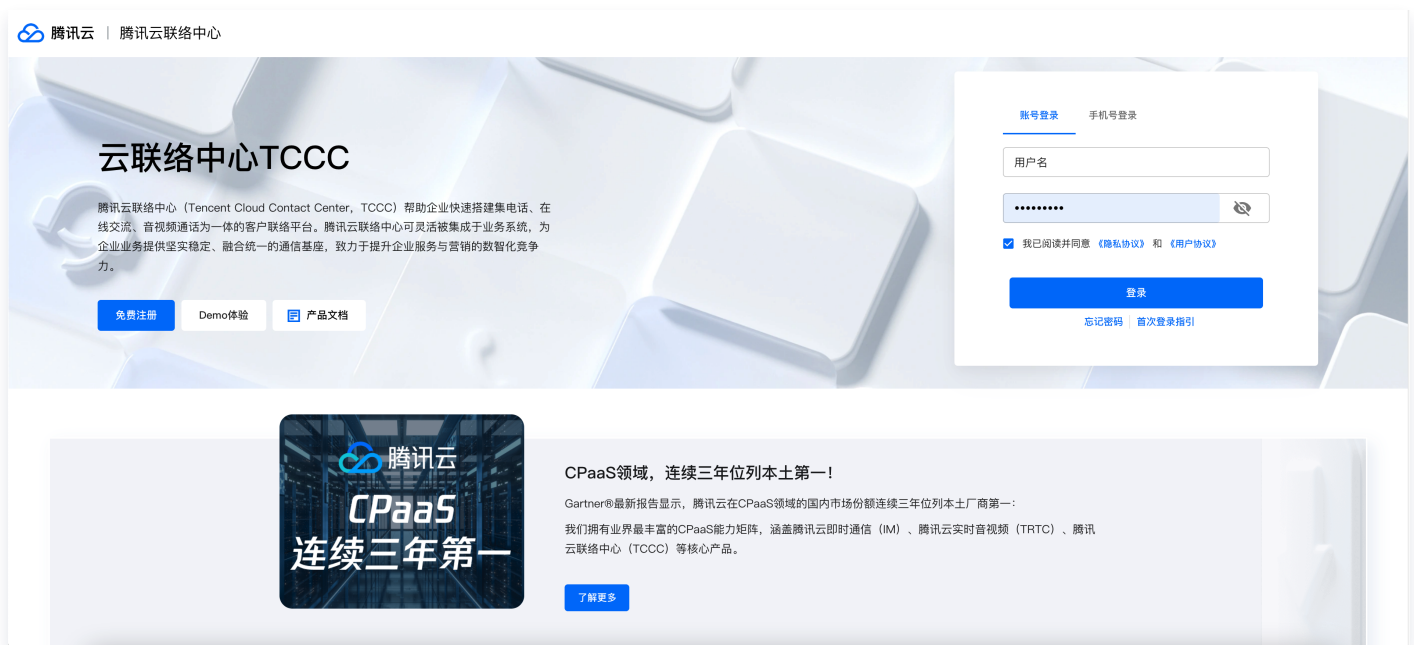 腾讯云 | 腾讯云联络中心
云联络中心TCCC
腾讯云联络中心（Tencent Cloud Contact Center，TCCC）帮助企业快速搭建集电话、在
线交流、音视频通话为一体的客户联络平台。腾讯云联络中心可灵活被集成于业务系统，为
企业业务提供坚实稳定、融合统一的通信基座，致力于提升企业服务与营销的数智化竞争
力。
免费注册 Demo体验 产品文档
账号登录 手机号登录
用户名
•••••••••
我已阅读并同意 《隐私协议》 和 《用户协议》
登录
忘记密码 | 首次登录指引
腾讯云
CPaaS
连续三年第一
CPaaS领域，连续三年位列本土第一！
Gartner®最新报告显示，腾讯云在CPaaS领域的国内市场份额连续三年位列本土厂商第一：
我们拥有业界最丰富的CPaaS能力矩阵，涵盖腾讯云即时通信（IM）、腾讯云实时音视频（TRTC）、腾讯
云联络中心（TCCC）等核心产品。
了解更多